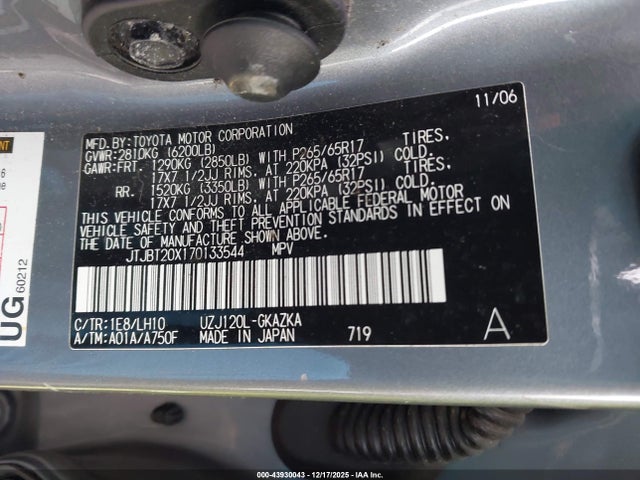 11/06
MFD.BY:TOYOTA MOTOR CORPORATION
GVWR:2810KG (6200LB)
GAWR:FRT. 1290KG (2850LB) WITH P265/65R17 TIRES.
17X7 1/2JJ RIMS, AT 220KPA (32PSI) COLD.
RR. 1520KG (3350LB) WITH P265/65R17 TIRES.
17X7 1/2JJ RIMS, AT 220KPA (32PSI) COLD.
THIS VEHICLE CONFORMS TO ALL APPLICABLE FEDERAL MOTOR
VEHICLE SAFETY AND THEFT PREVENTION STANDARDS IN EFFECT ON
THE DATE OF MANUFACTURE SHOWN ABOVE.
JTJBT20X170133544 MPV
C/TR:1E8/LH10 UZJ120L-GKAZKA
A/TM:A01A/A750F MADE IN JAPAN 719 A
UG
60212
000-43930043 - 12/17/2025 - IAA Inc.